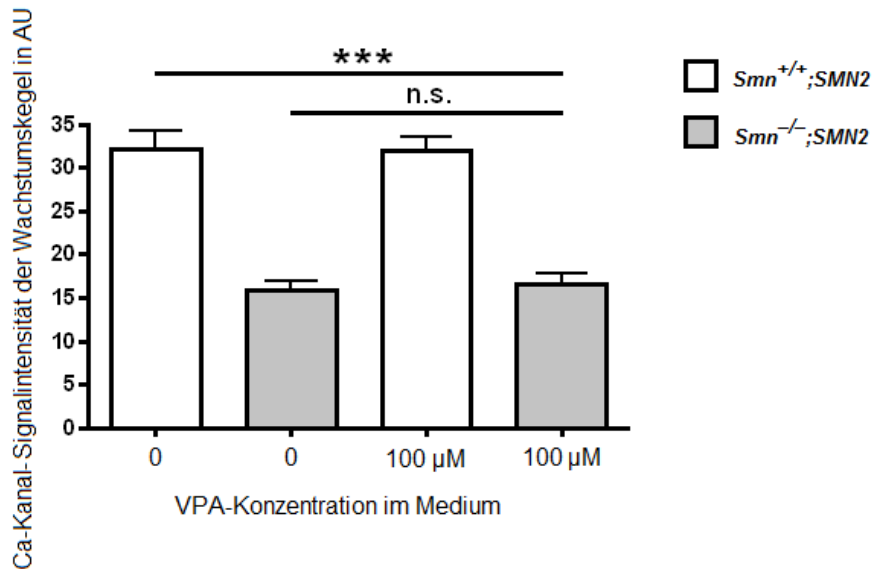 Ca-Kanal-Signalintensität der Wachstumskegel in AU
***
n.s.
Smn+/+;SMN2
Smn–/–;SMN2
35
30
25
20
15
10
5
0
0 0 100 µM 100 µM
VPA-Konzentration im Medium